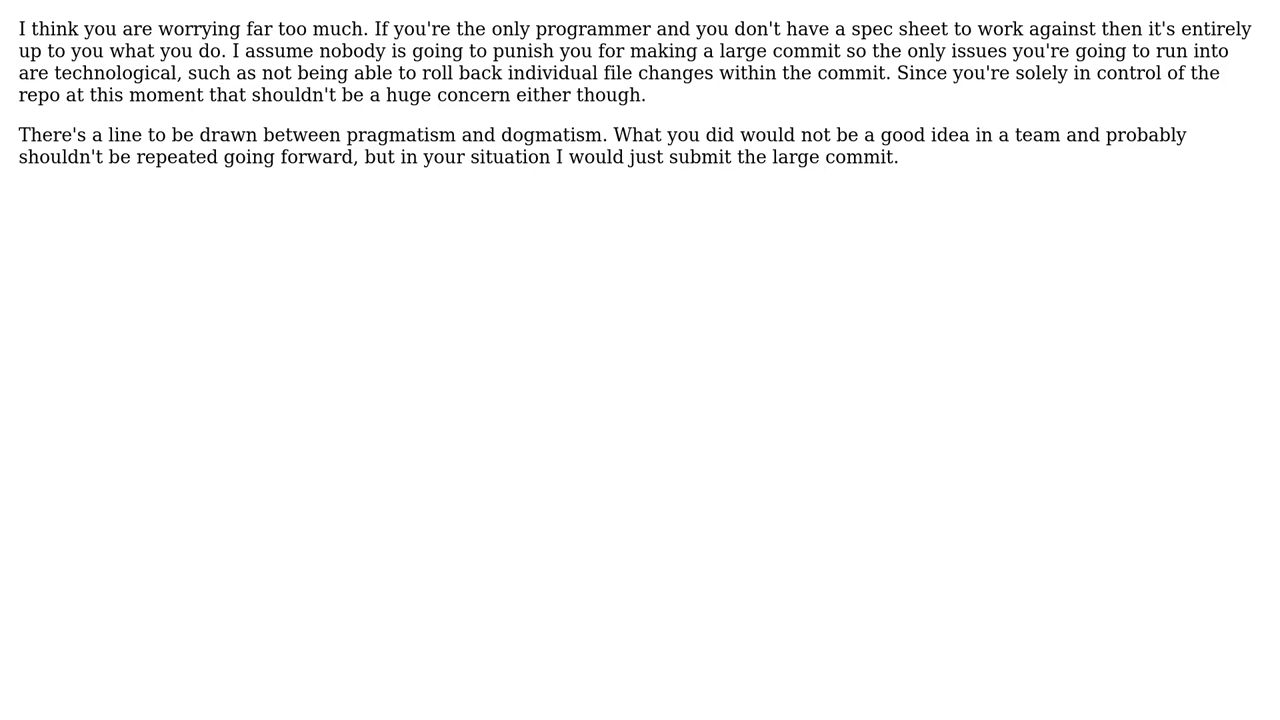 I think you are worrying far too much. If you're the only programmer and you don't have a spec sheet to work against then it's entirely
up to you what you do. I assume nobody is going to punish you for making a large commit so the only issues you're going to run into
are technological, such as not being able to roll back individual file changes within the commit. Since you're solely in control of the
repo at this moment that shouldn't be a huge concern either though.
There's a line to be drawn between pragmatism and dogmatism. What you did would not be a good idea in a team and probably
shouldn't be repeated going forward, but in your situation I would just submit the large commit.